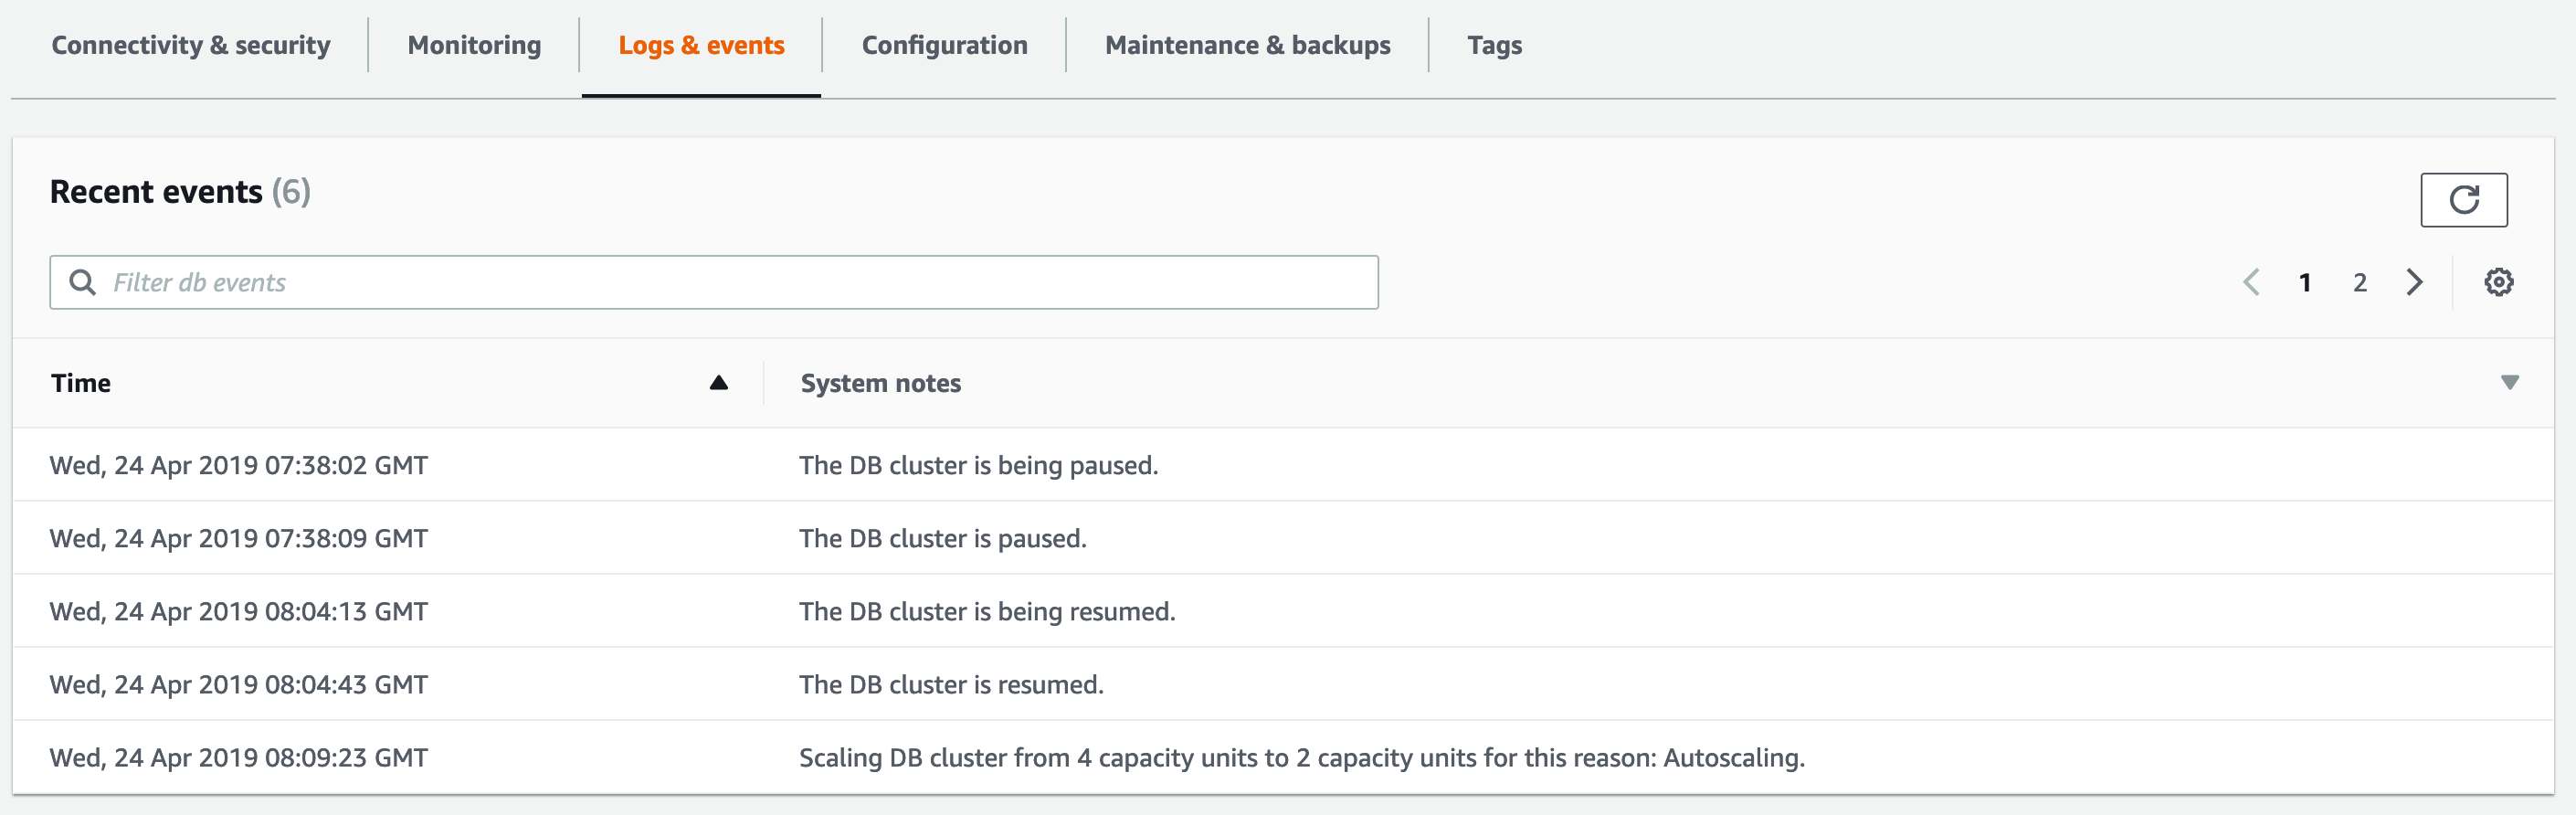 Connectivity & security Monitoring Logs & events Configuration Maintenance & backups Tags
Recent events (6)
Filter db events 1 2
Time System notes
Wed, 24 Apr 2019 07:38:02 GMT The DB cluster is being paused.
Wed, 24 Apr 2019 07:38:09 GMT The DB cluster is paused.
Wed, 24 Apr 2019 08:04:13 GMT The DB cluster is being resumed.
Wed, 24 Apr 2019 08:04:43 GMT The DB cluster is resumed.
Wed, 24 Apr 2019 08:09:23 GMT Scaling DB cluster from 4 capacity units to 2 capacity units for this reason: Autoscaling.